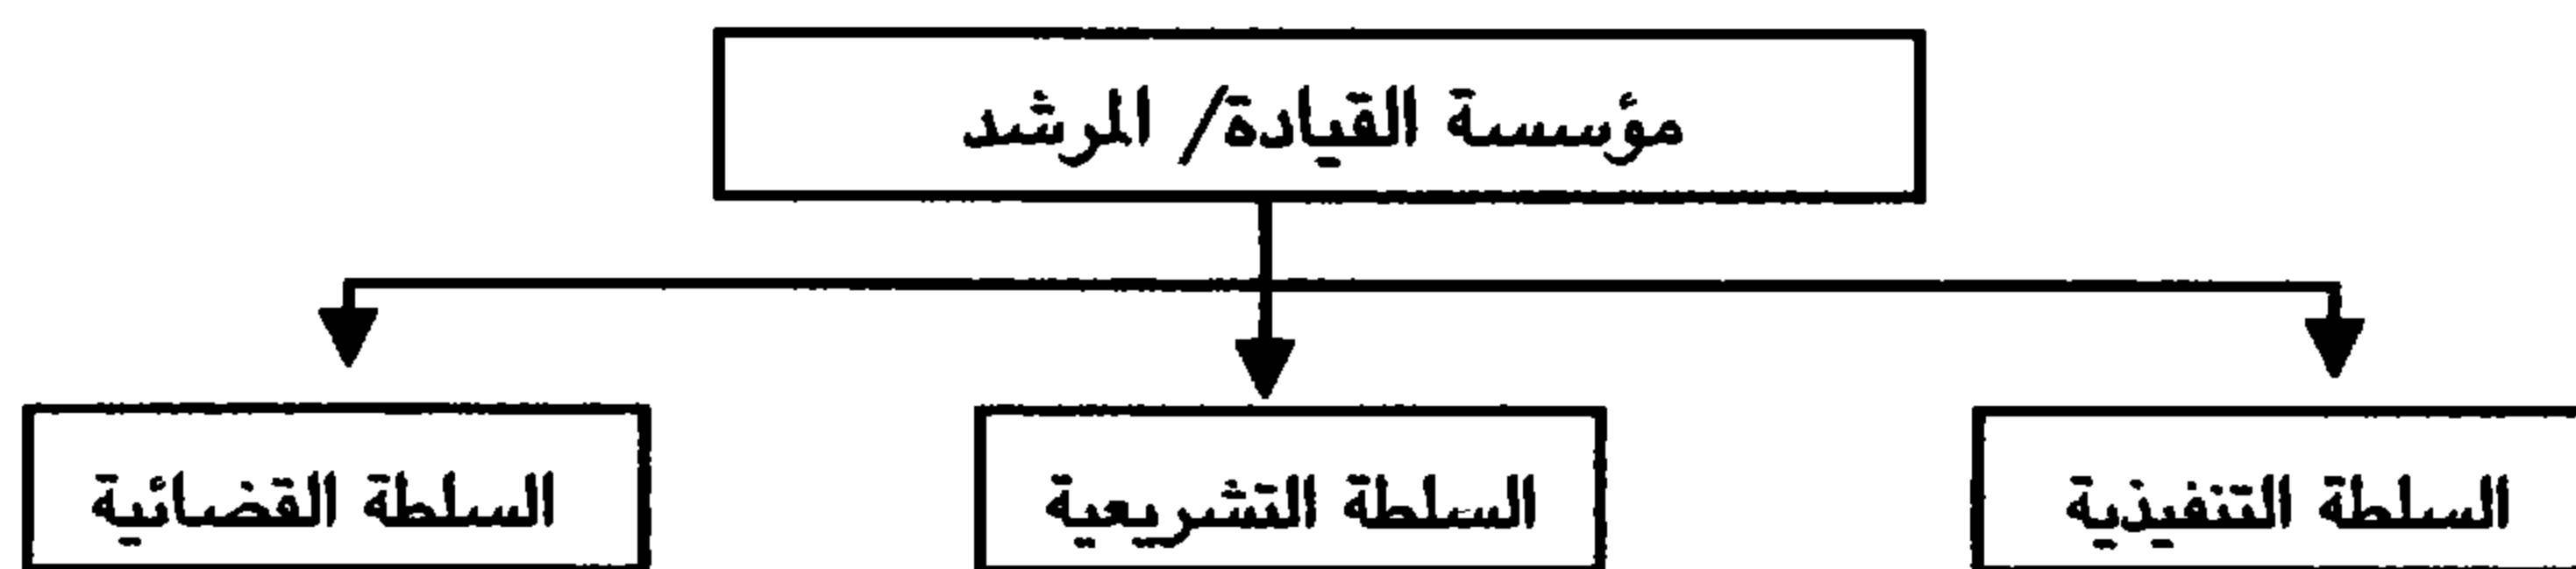 مؤسسة القيادة/ المرشد
السلطة التنفيذية
السلطة التشريعية
السلطة القضائية